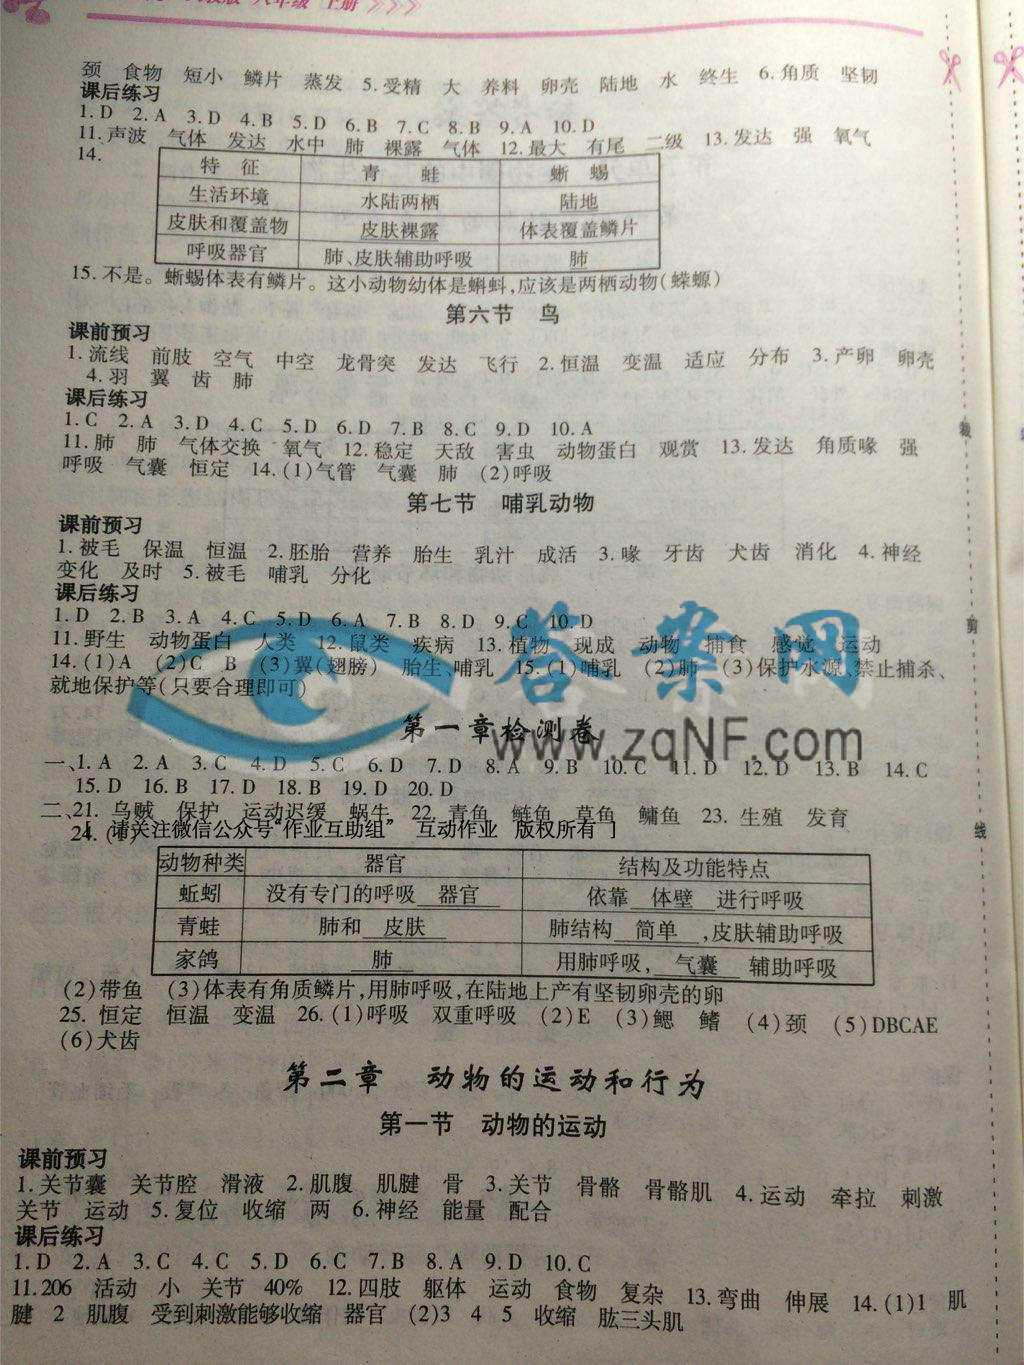 八年级 上册 》》》
颈 食物 短小 鳞片 蒸发 5.受精 大 养料 卵壳 陆地 水 终生 6.角质 坚韧
课后练习
1.D 2.A 3.D 4.B 5.D 6.B 7.C 8.B 9.A 10.D
11.声波 气体 发达 水中 肺 裸露 气体 12.最大 有尾 二级 13.发达 强 氧气
14.
特 征 青 蛙 蜥 蜴
生活环境 水陆两栖 陆地
皮肤和覆盖物 皮肤裸露 体表覆盖鳞片
呼吸器官 肺、皮肤辅助呼吸 肺
15.不是。蜥蜴体表有鳞片。这小动物幼体是蝌蚪,应该是两栖动物(蝾螈)
第六节 鸟
课前预习
1.流线 前肢 空气 中空 龙骨突 发达 飞行 2.恒温 变温 适应 分布 3.产卵 卵壳
4.羽 翼 齿 肺
课后练习
1.C 2.A 3.D 4.C 5.D 6.D 7.B 8.C 9.D 10.A
11.肺 肺 气体交换 氧气 12.稳定 天敌 害虫 动物蛋白 观赏 13.发达 角质喙 强
呼吸 气囊 恒定 14.(1)气管 气囊 肺 (2)呼吸
第七节 哺乳动物
课前预习
1.被毛 保温 恒温 2.胚胎 营养 胎生 乳汁 成活 3.喙 牙齿 犬齿 消化 4.神经
变化 及时 5.被毛 哺乳 分化
课后练习
1.D 2.B 3.A 4.C 5.D 6.A 7.B 8.D 9.C 10.D
11.野生 动物蛋白 人类 12.鼠类 疾病 13.植物 现成 动物 捕食 感觉 运动
14.(1)A (2)C B (3)翼(翅膀) 胎生、哺乳 15.(1)哺乳 (2)肺 (3)保护水源、禁止捕杀、
就地保护等(只要合理即可)
答案网
www.zqNF.com
第一章检测卷
一、1.A 2.A 3.C 4.D 5.C 6.D 7.D 8.A 9.B 10.C 11.D 12.D 13.B 14.C
15.D 16.B 17.D 18.B 19.D 20.D
二、21.乌贼 保护 运动迟缓 蜗牛 22.青鱼 鲢鱼 草鱼 鳙鱼 23.生殖 发育
24.(1)
[ 请关注微信公众号“作业互助组” 互动作业 版权所有 ]
动物种类 器官 结构及功能特点
蚯蚓 没有专门的呼吸 器官 依靠 体壁 进行呼吸
青蛙 肺和 皮肤 肺结构 简单 ,皮肤辅助呼吸
家鸽 肺 用肺呼吸, 气囊 辅助呼吸
(2)带鱼 (3)体表有角质鳞片,用肺呼吸,在陆地上产有坚韧卵壳的卵
25.恒定 恒温 变温 26.(1)呼吸 双重呼吸 (2)E (3)鳃 鳍 (4)颈 (5)DBCAE
(6)犬齿
第二章 动物的运动和行为
第一节 动物的运动
课前预习
1.关节囊 关节腔 滑液 2.肌腹 肌腱 骨 3.关节 骨骼 骨骼肌 4.运动 牵拉 刺激
关节 运动 5.复位 收缩 两 6.神经 能量 配合
课后练习
1.D 2.A 3.C 4.C 5.D 6.C 7.B 8.A 9.D 10.C
11.206 活动 小 关节 40% 12.四肢 躯体 运动 食物 复杂 13.弯曲 伸展 14.(1)1 肌
腱 2 肌腹 受到刺激能够收缩 器官 (2)3 4 5 收缩 肱三头肌
裁
剪
线